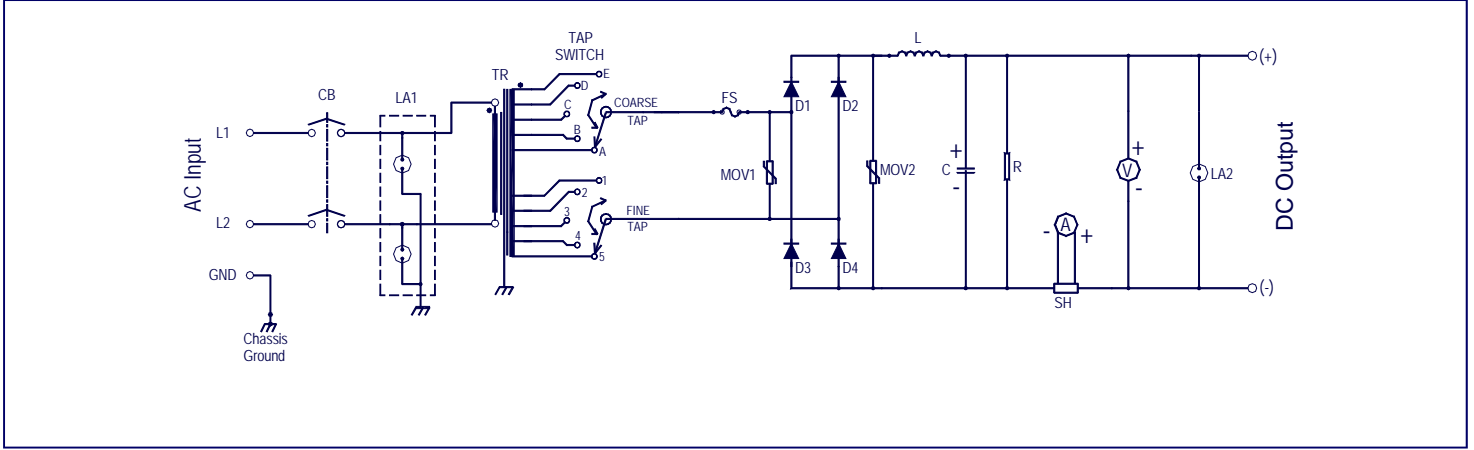 TAP
SWITCH
L
(+)
TR
E
D
CB
LA1
C
COARSE
TAP
FS
D1
D2
B
A
L1
AC Input
MOV1
MOV2
+
C
-
R
+
V
-
LA2
DC Output
1
2
3
FINE
TAP
4
5
L2
- A +
D3
D4
GND
SH
(-)
Chassis
Ground